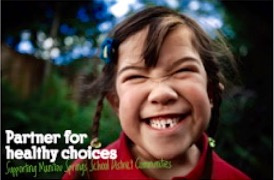 Partner for
healthy choices
Supporting Manitou Springs School District Communities